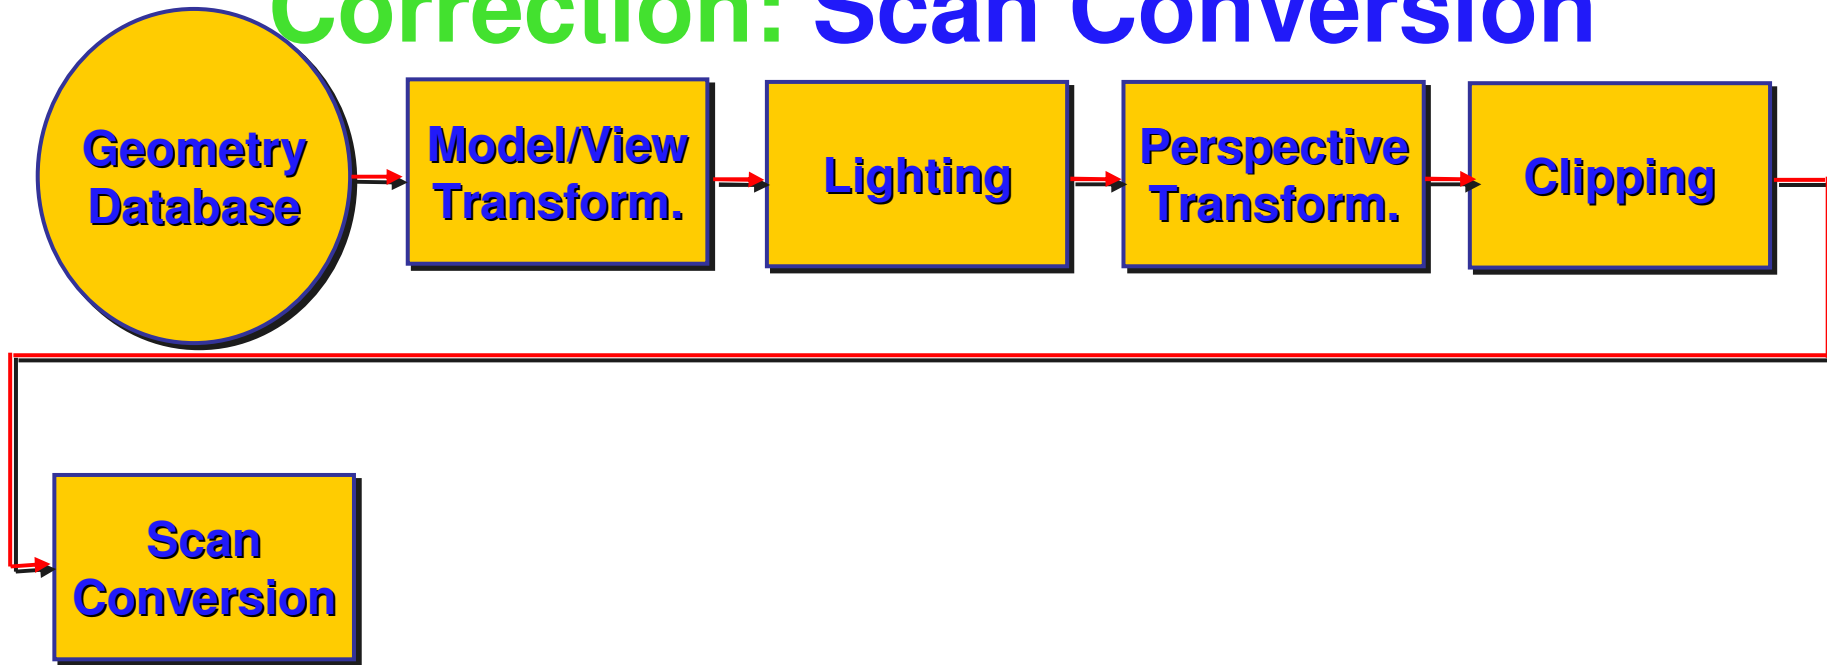 Correction: Scan Conversion
Geometry
Database
Model/View
Transform.
Lighting
Perspective
Transform.
Clipping
Scan
Conversion